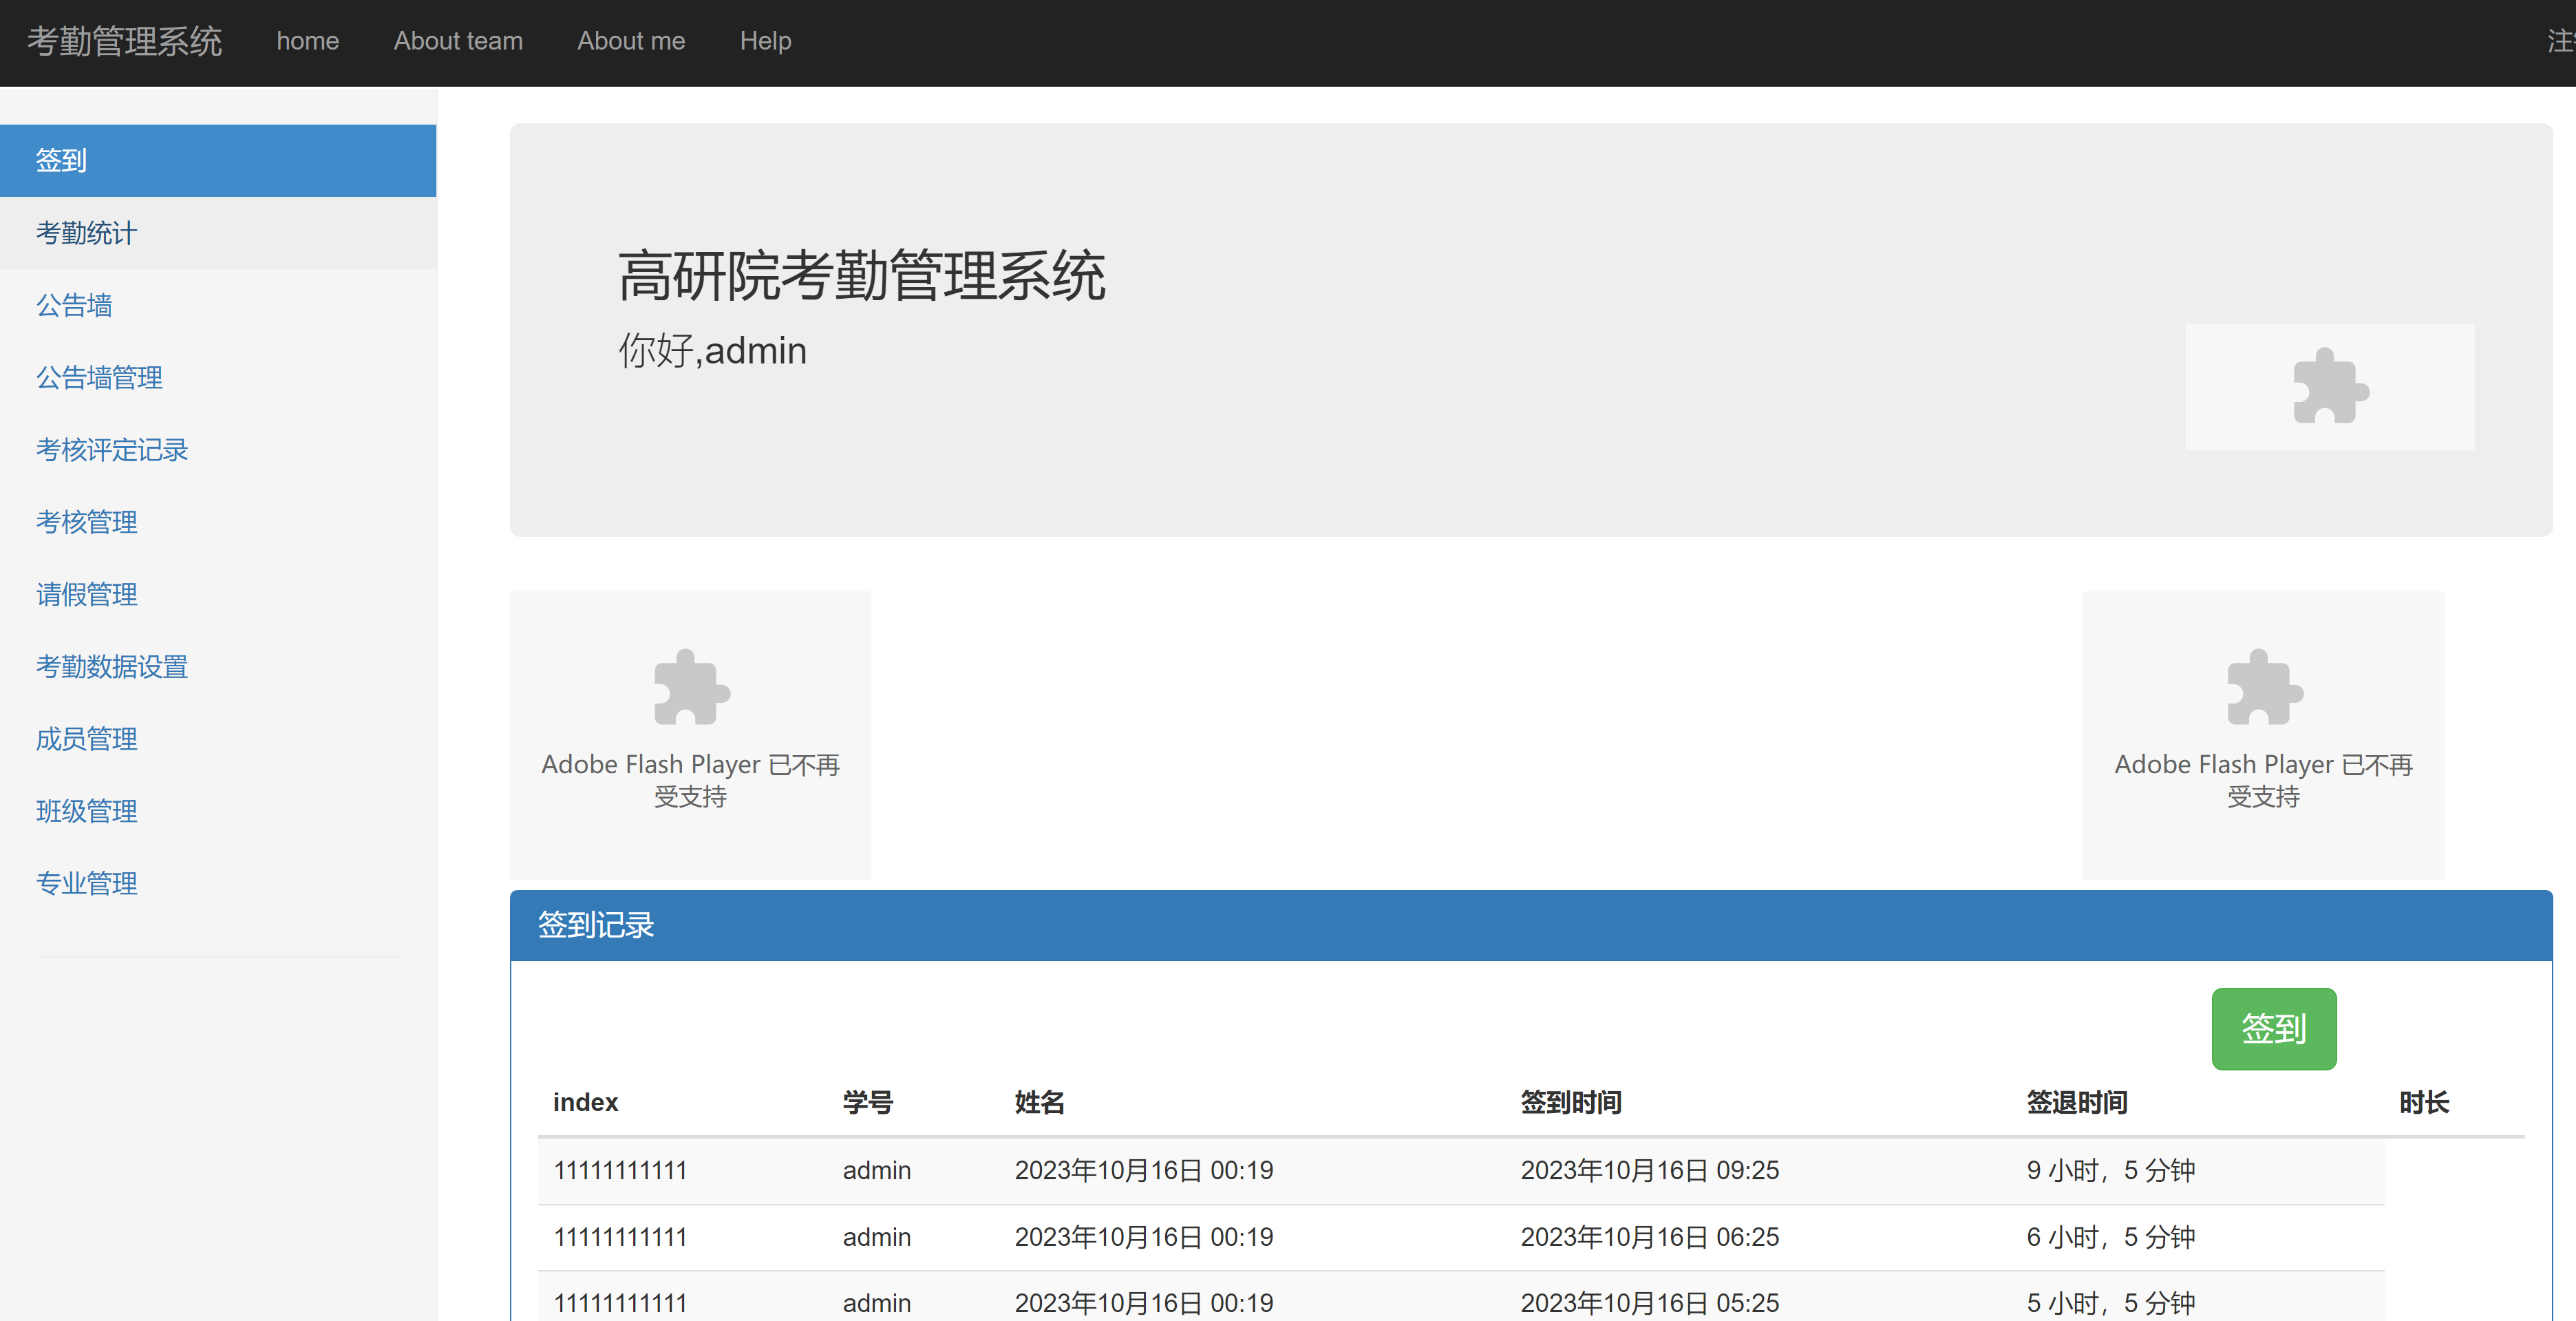 考勤管理系统 home About team About me Help 注
签到
考勤统计
公告墙
公告墙管理
考核评定记录
考核管理
请假管理
考勤数据设置
成员管理
班级管理
专业管理
高研院考勤管理系统
你好,admin
Adobe Flash Player 已不再
受支持
Adobe Flash Player 已不再
受支持
签到记录
签到
index 学号 姓名 签到时间 签退时间 时长
11111111111 admin 2023年10月16日 00:19 2023年10月16日 09:25 9 小时，5 分钟
11111111111 admin 2023年10月16日 00:19 2023年10月16日 06:25 6 小时，5 分钟
11111111111 admin 2023年10月16日 00:19 2023年10月16日 05:25 5 小时，5 分钟